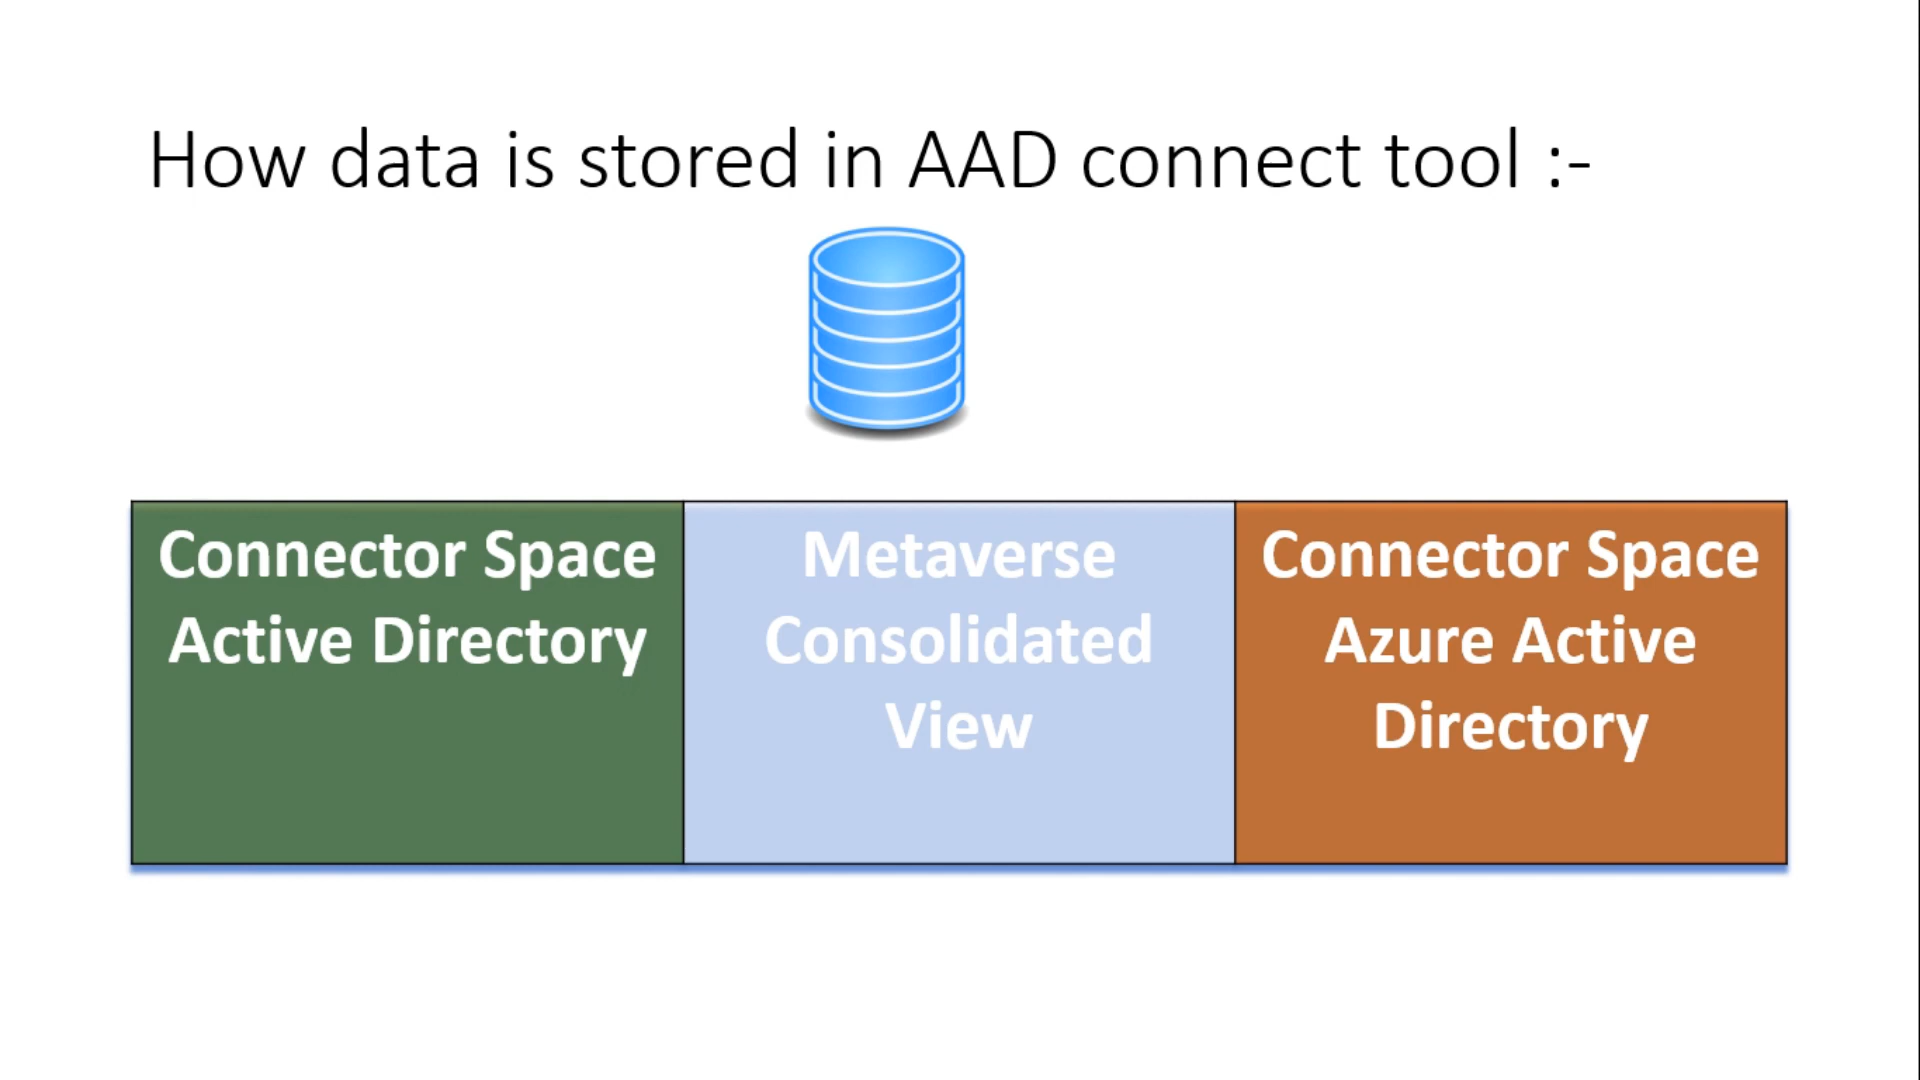 How data is stored in AAD connect tool :-
Connector Space
Active Directory
Metaverse
Consolidated
View
Connector Space
Azure Active
Directory